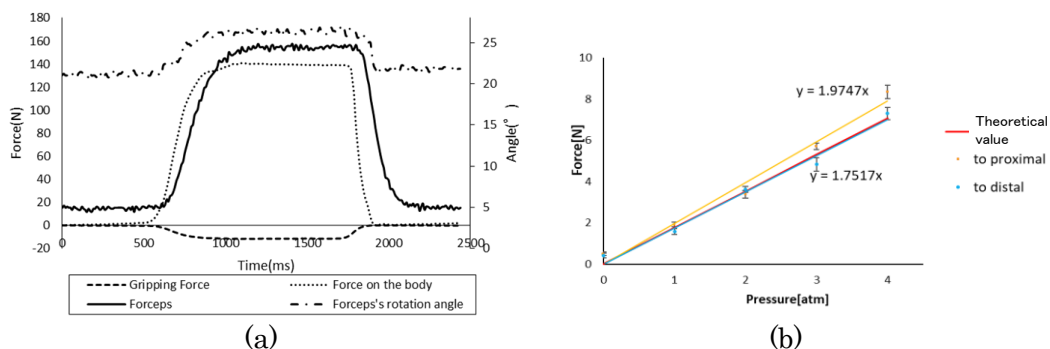 180
160
140
120
100
80
60
40
20
0
-20
Force(N)
25
20
15
10
5
0
Angle(°)
0
500
1000
1500
2000
2500
Time(ms)
Gripping Force
Force on the body
Forceps
Forceps's rotation angle
(a)
10
8
6
4
2
0
Force[N]
y = 1.9747x
y = 1.7517x
0
1
2
3
4
Pressure[atm]
Theoretical
value
to proximal
to distal
(b)